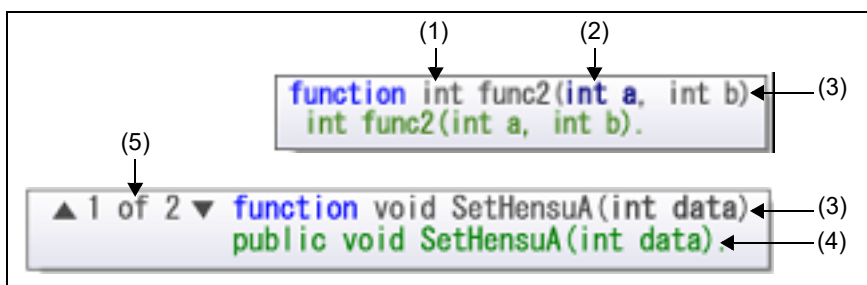 (1) (2)
function int func2(int a, int b) (3)
int func2(int a, int b).
(5)
▲ 1 of 2 ▼ function void SetHensuA(int data) (3)
public void SetHensuA(int data). (4)